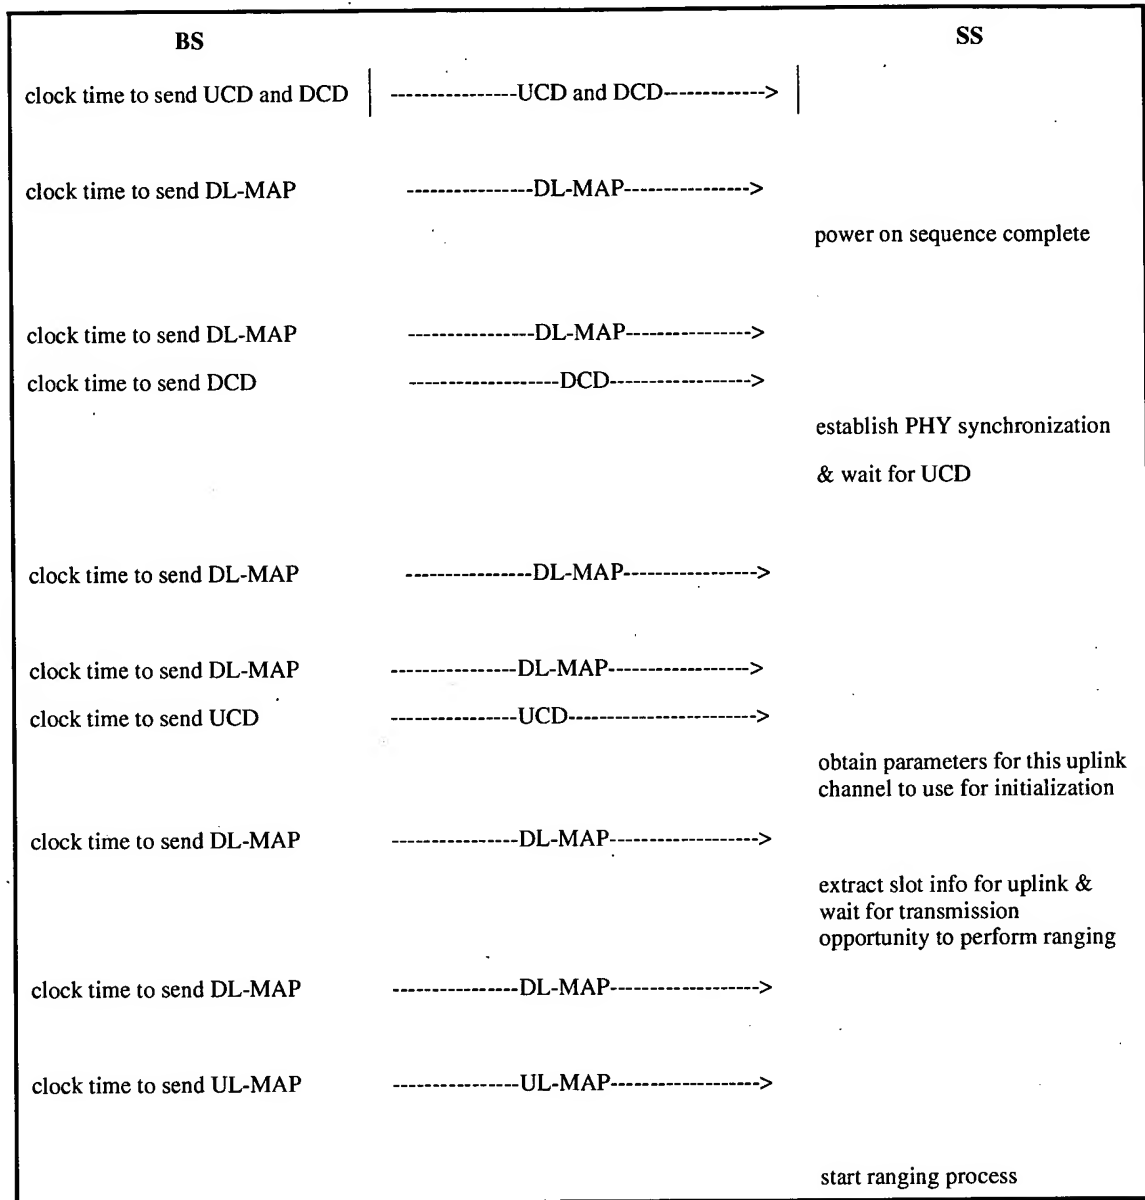 BS SS
clock time to send UCD and DCD | ----------------UCD and DCD-------------> |
clock time to send DL-MAP ----------------DL-MAP---------------->
power on sequence complete
clock time to send DL-MAP ----------------DL-MAP---------------->
clock time to send DCD -------------------DCD------------------>
establish PHY synchronization
& wait for UCD
clock time to send DL-MAP ----------------DL-MAP----------------->
clock time to send DL-MAP ----------------DL-MAP------------------>
clock time to send UCD ----------------UCD------------------------>
obtain parameters for this uplink
channel to use for initialization
clock time to send DL-MAP ----------------DL-MAP------------------->
extract slot info for uplink &
wait for transmission
opportunity to perform ranging
clock time to send DL-MAP ----------------DL-MAP------------------->
clock time to send UL-MAP ----------------UL-MAP------------------->
start ranging process